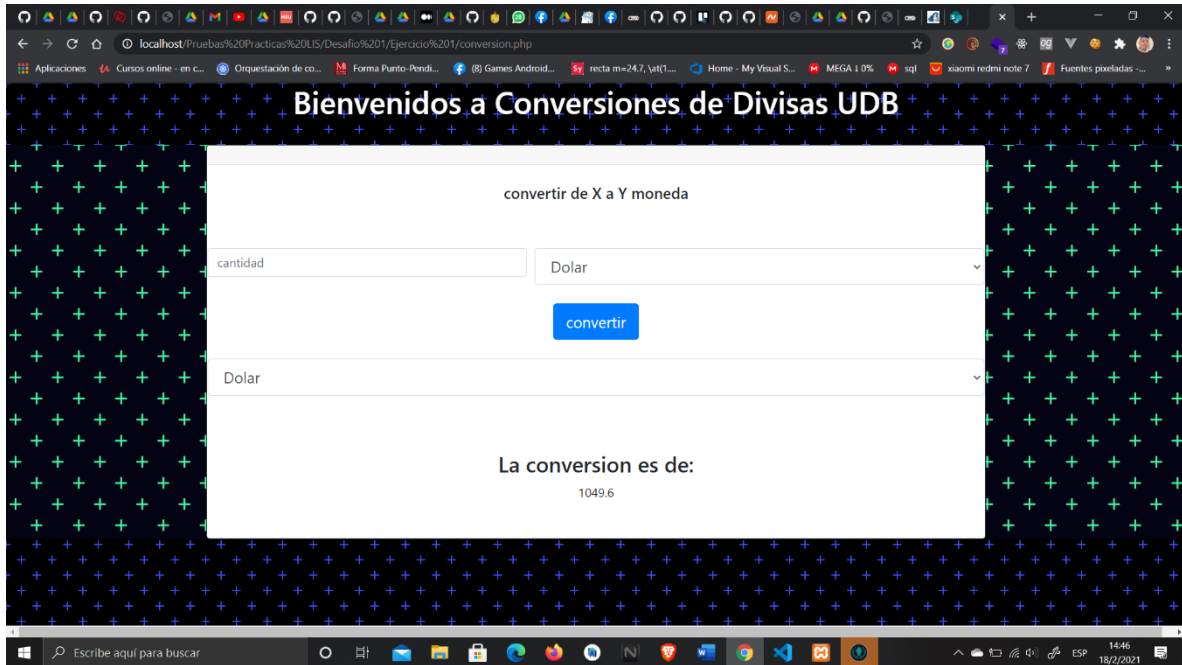 localhost/Pruebas%20Practicas%20LIS/Desafio%201/Ejercicio%201/conversion.php
Aplicaciones
Cursos online - en c...
Orquestación de co...
Forma Punto-Pendi...
(8) Games Android...
recta m=24.7, \at(1....
Home - My Visual S...
MEGA ⇩ 0%
sql
xiaomi redmi note 7
Fuentes pixeladas -...
»
Bienvenidos a Conversiones de Divisas UDB
convertir de X a Y moneda
cantidad
Dolar
convertir
Dolar
La conversion es de:
1049.6
Escribe aquí para buscar
ESP
14:46
18/2/2021